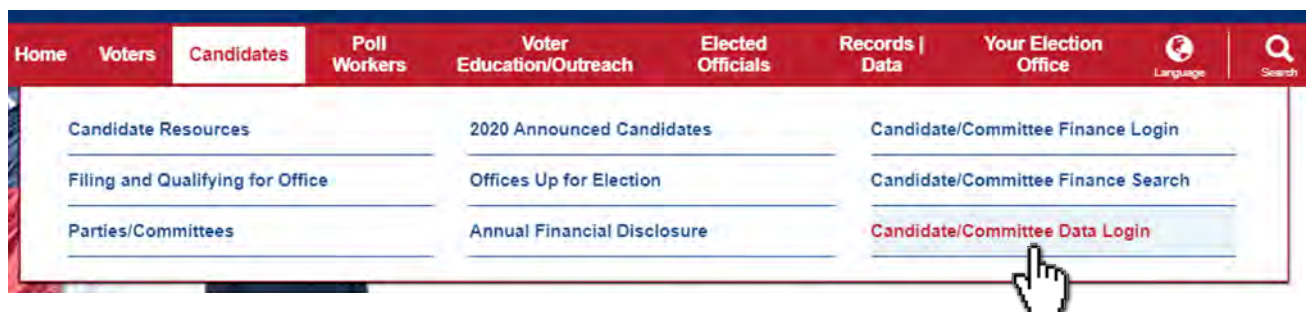 Home Voters Candidates Poll Workers Voter Education/Outreach Elected Officials Records | Data Your Election Office Language Search
Candidate Resources 2020 Announced Candidates Candidate/Committee Finance Login
Filing and Qualifying for Office Offices Up for Election Candidate/Committee Finance Search
Parties/Committees Annual Financial Disclosure Candidate/Committee Data Login